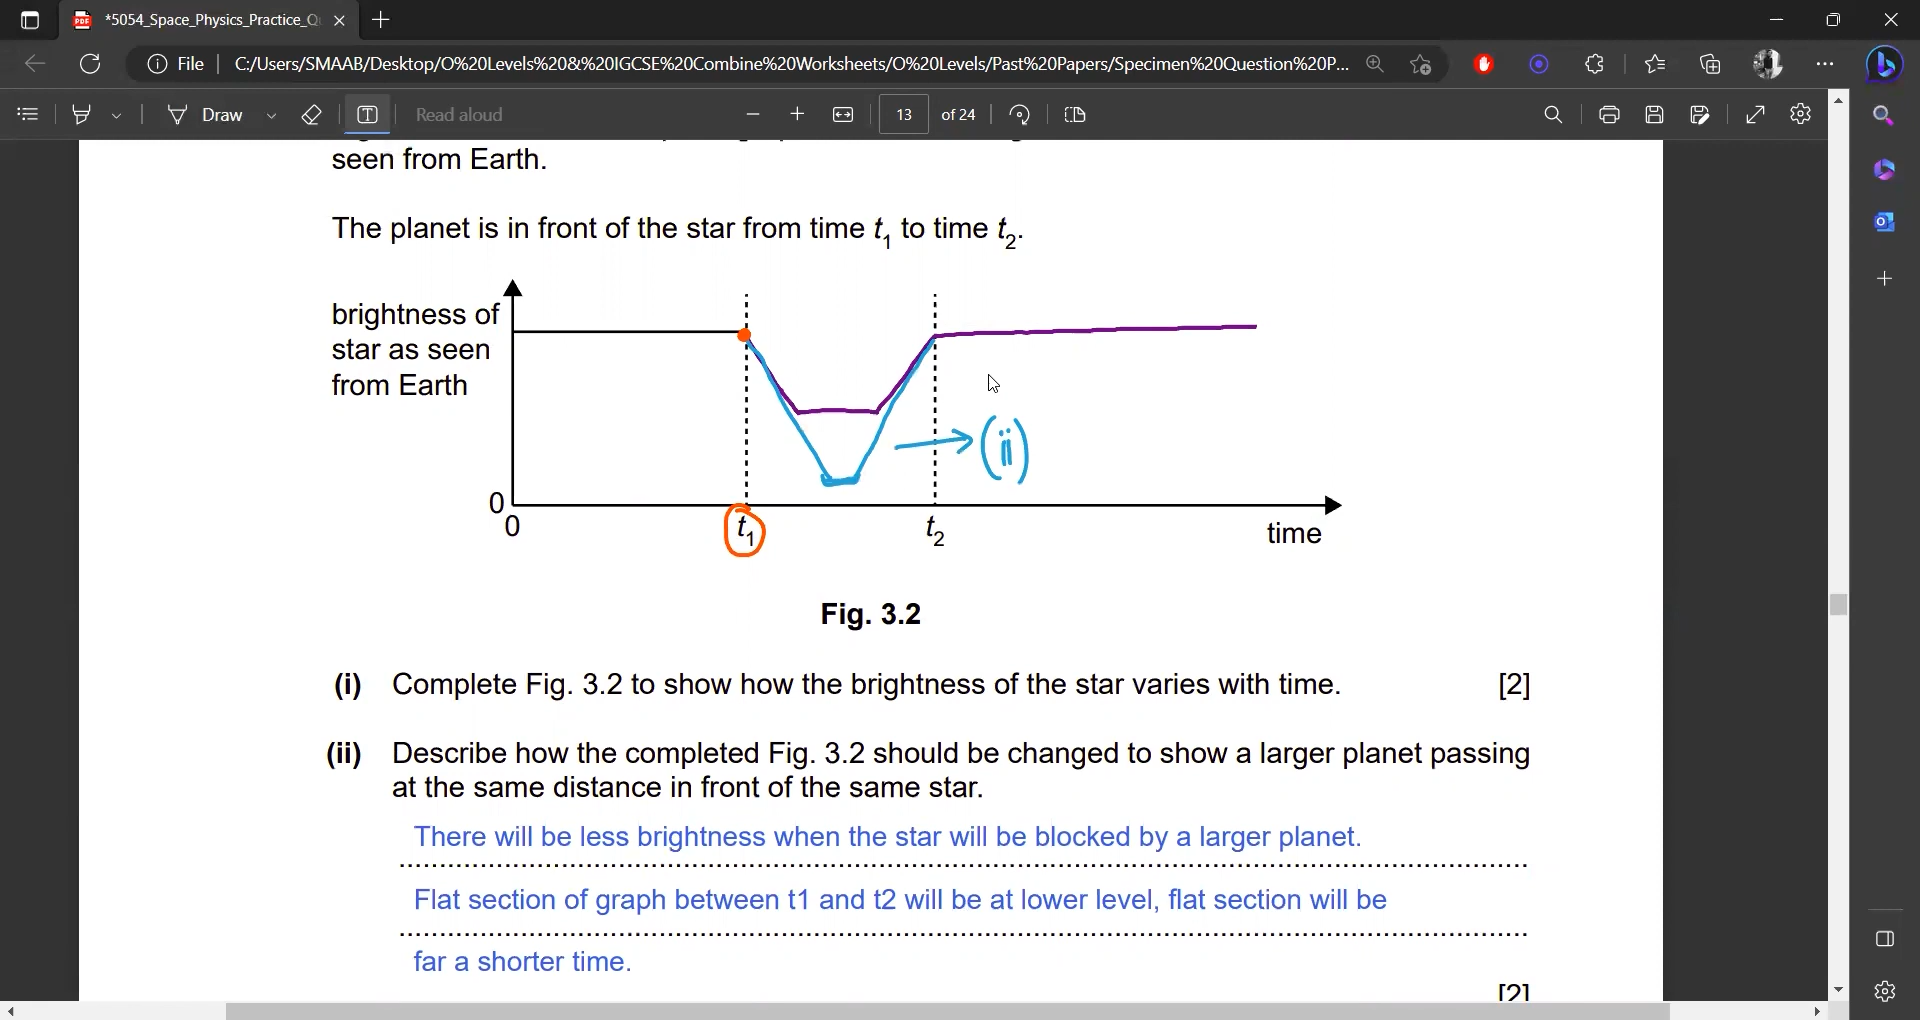 *5054_Space_Physics_Practice_Q
File
C:/Users/SMAAB/Desktop/O%20Levels%20&%20IGCSE%20Combine%20Worksheets/O%20Levels/Past%20Papers/Specimen%20Question%20P...
Draw
Read aloud
13 of 24
seen from Earth.
The planet is in front of the star from time t1 to time t2.
brightness of
star as seen
from Earth
(ii)
0
0
t1
t2
time
Fig. 3.2
(i) Complete Fig. 3.2 to show how the brightness of the star varies with time. [2]
(ii) Describe how the completed Fig. 3.2 should be changed to show a larger planet passing
at the same distance in front of the same star.
There will be less brightness when the star will be blocked by a larger planet.
Flat section of graph between t1 and t2 will be at lower level, flat section will be
far a shorter time.
[2]